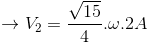 → V₂ = √15/4 .ω.2A